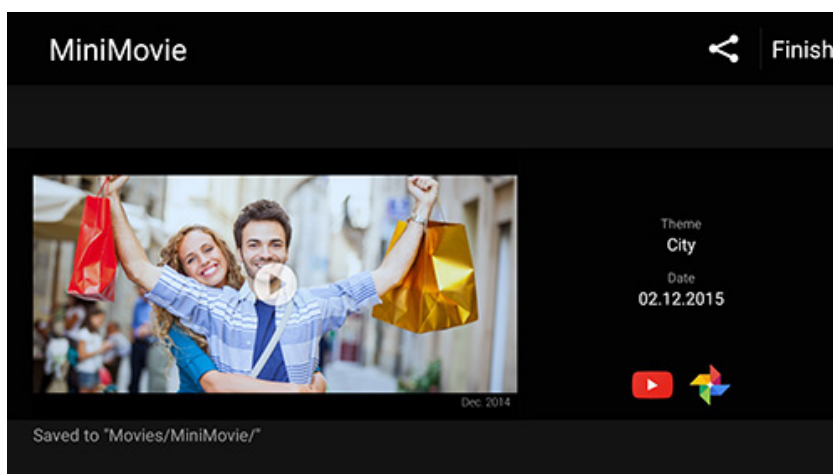 MiniMovie
Finish
Theme
City
Date
02.12.2015
Dec. 2014
Saved to "Movies/MiniMovie/"